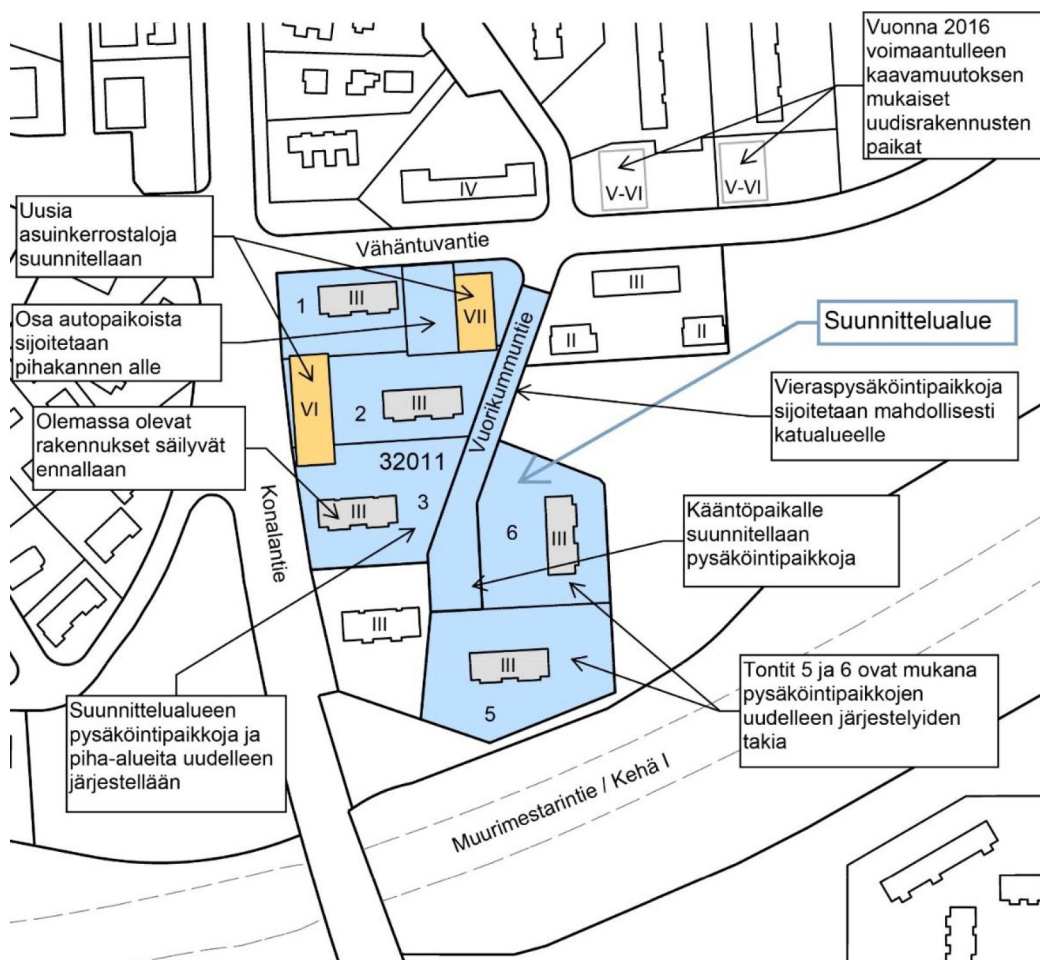 Vuonna 2016
voimaantulleen
kaavamuutoksen
mukaiset
uudisrakennusten
paikat
IV
V-VI
V-VI
Uusia
asuinkerrostaloja
suunnitellaan
Vähäntuvantie
1
III
VII
III
Osa autopaikoista
sijoitetaan
pihakannen alle
II
II
Suunnittelualue
Vuorikummuntie
VI
2
III
Vieraspysäköintipaikkoja
sijoitetaan mahdollisesti
katualueelle
Olemassa olevat
rakennukset säilyvät
ennallaan
32011
3
III
Konalantie
6
III
Kääntöpaikalle
suunnitellaan
pysäköintipaikkoja
III
III
5
Tontit 5 ja 6 ovat mukana
pysäköintipaikkojen
uudelleen järjestelyiden
takia
Suunnittelualueen
pysäköintipaikkoja ja
piha-alueita uudelleen
järjestellään
Muurimestarintie / Kehä I